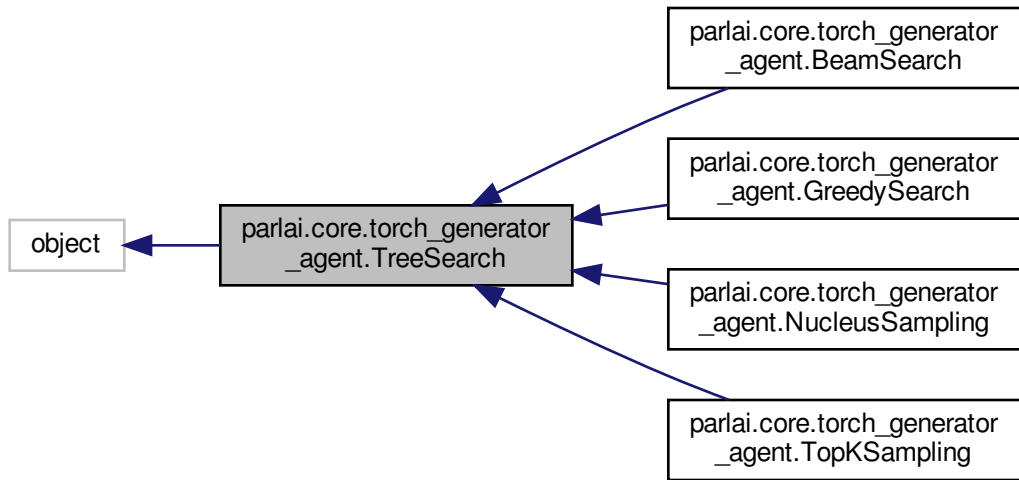 object
parlai.core.torch_generator
_agent.TreeSearch
parlai.core.torch_generator
_agent.BeamSearch
parlai.core.torch_generator
_agent.GreedySearch
parlai.core.torch_generator
_agent.NucleusSampling
parlai.core.torch_generator
_agent.TopKSampling